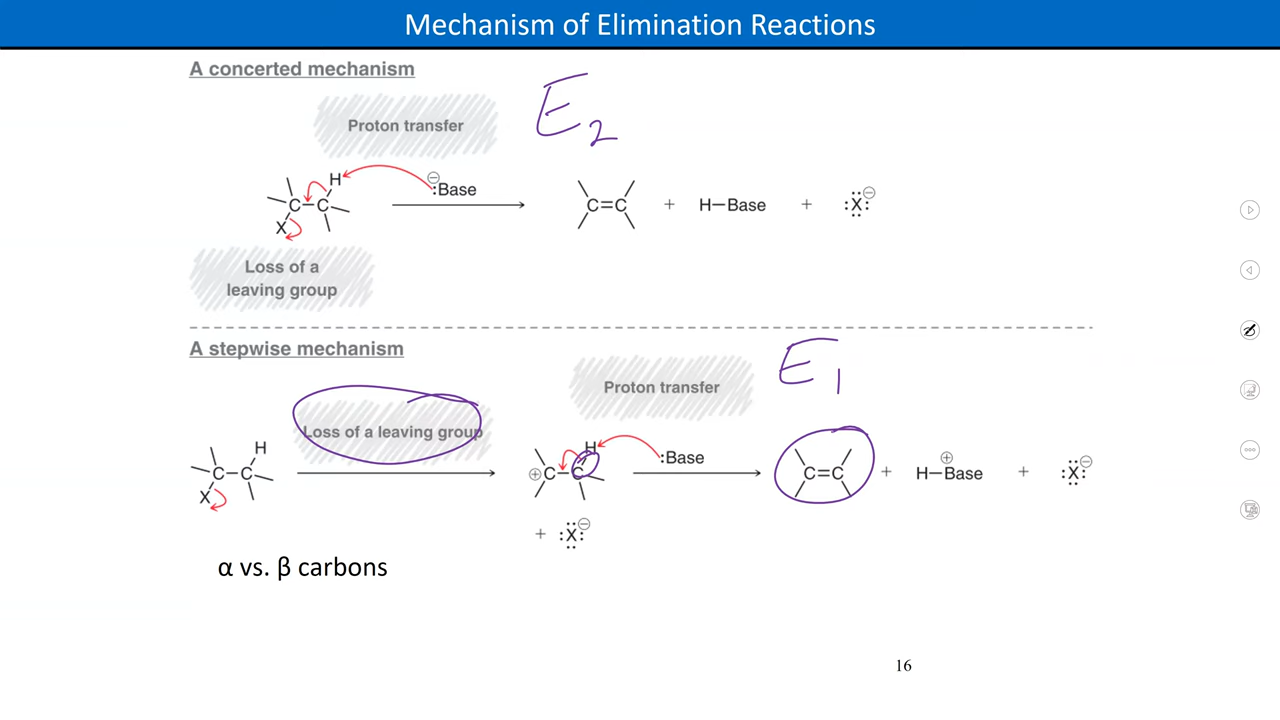 Mechanism of Elimination Reactions
A concerted mechanism
E2
Proton transfer
H
⊖
:Base
C–C
X
C=C + H–Base + :X:⊖
Loss of a
leaving group
A stepwise mechanism
E1
Proton transfer
Loss of a leaving group
H
C–C
X
H
⊕C–C
:Base
C=C + H–Base⊕ + :X:⊖
+ :X:⊖
α vs. β carbons
16